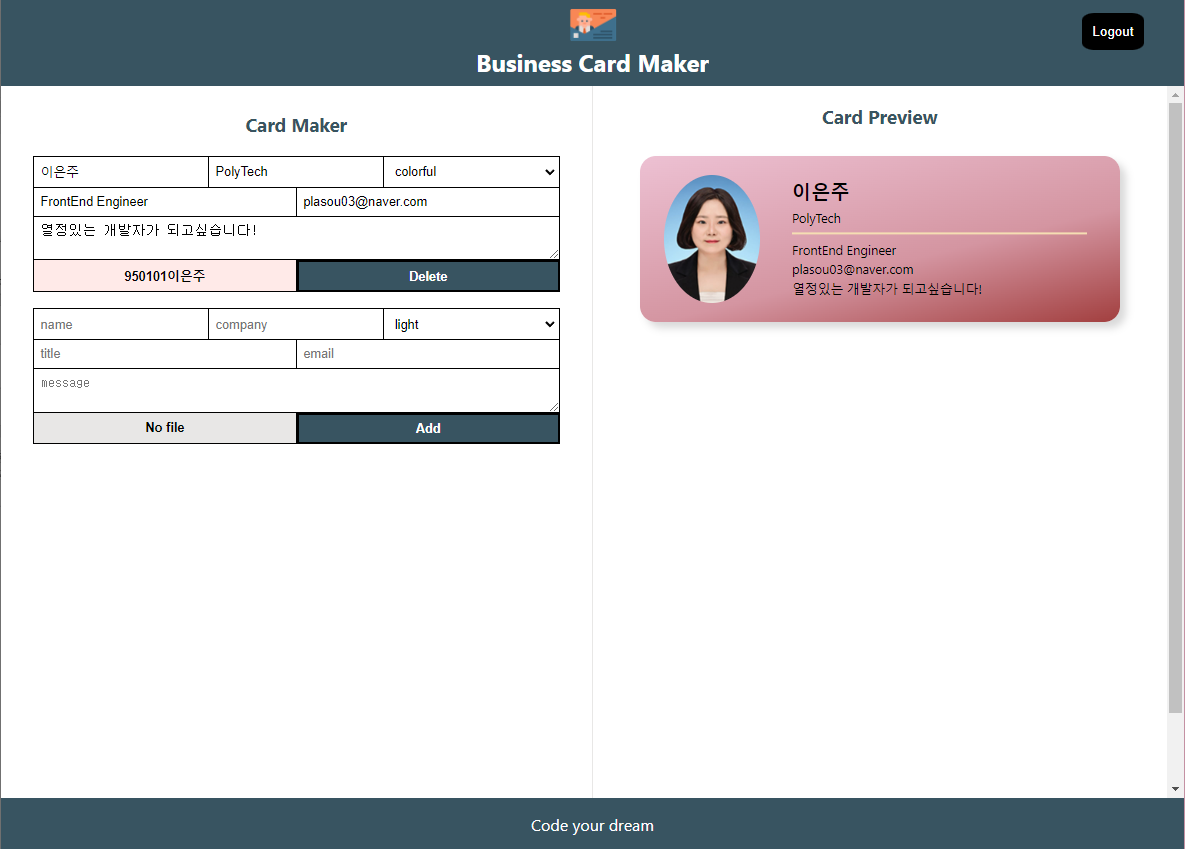 Logout
Business Card Maker
Card Maker
이은주 PolyTech colorful
FrontEnd Engineer plasou03@naver.com
열정있는 개발자가 되고싶습니다!
950101이은주 Delete
name company light
title email
message
No file Add
Card Preview
이은주
PolyTech
FrontEnd Engineer
plasou03@naver.com
열정있는 개발자가 되고싶습니다!
Code your dream